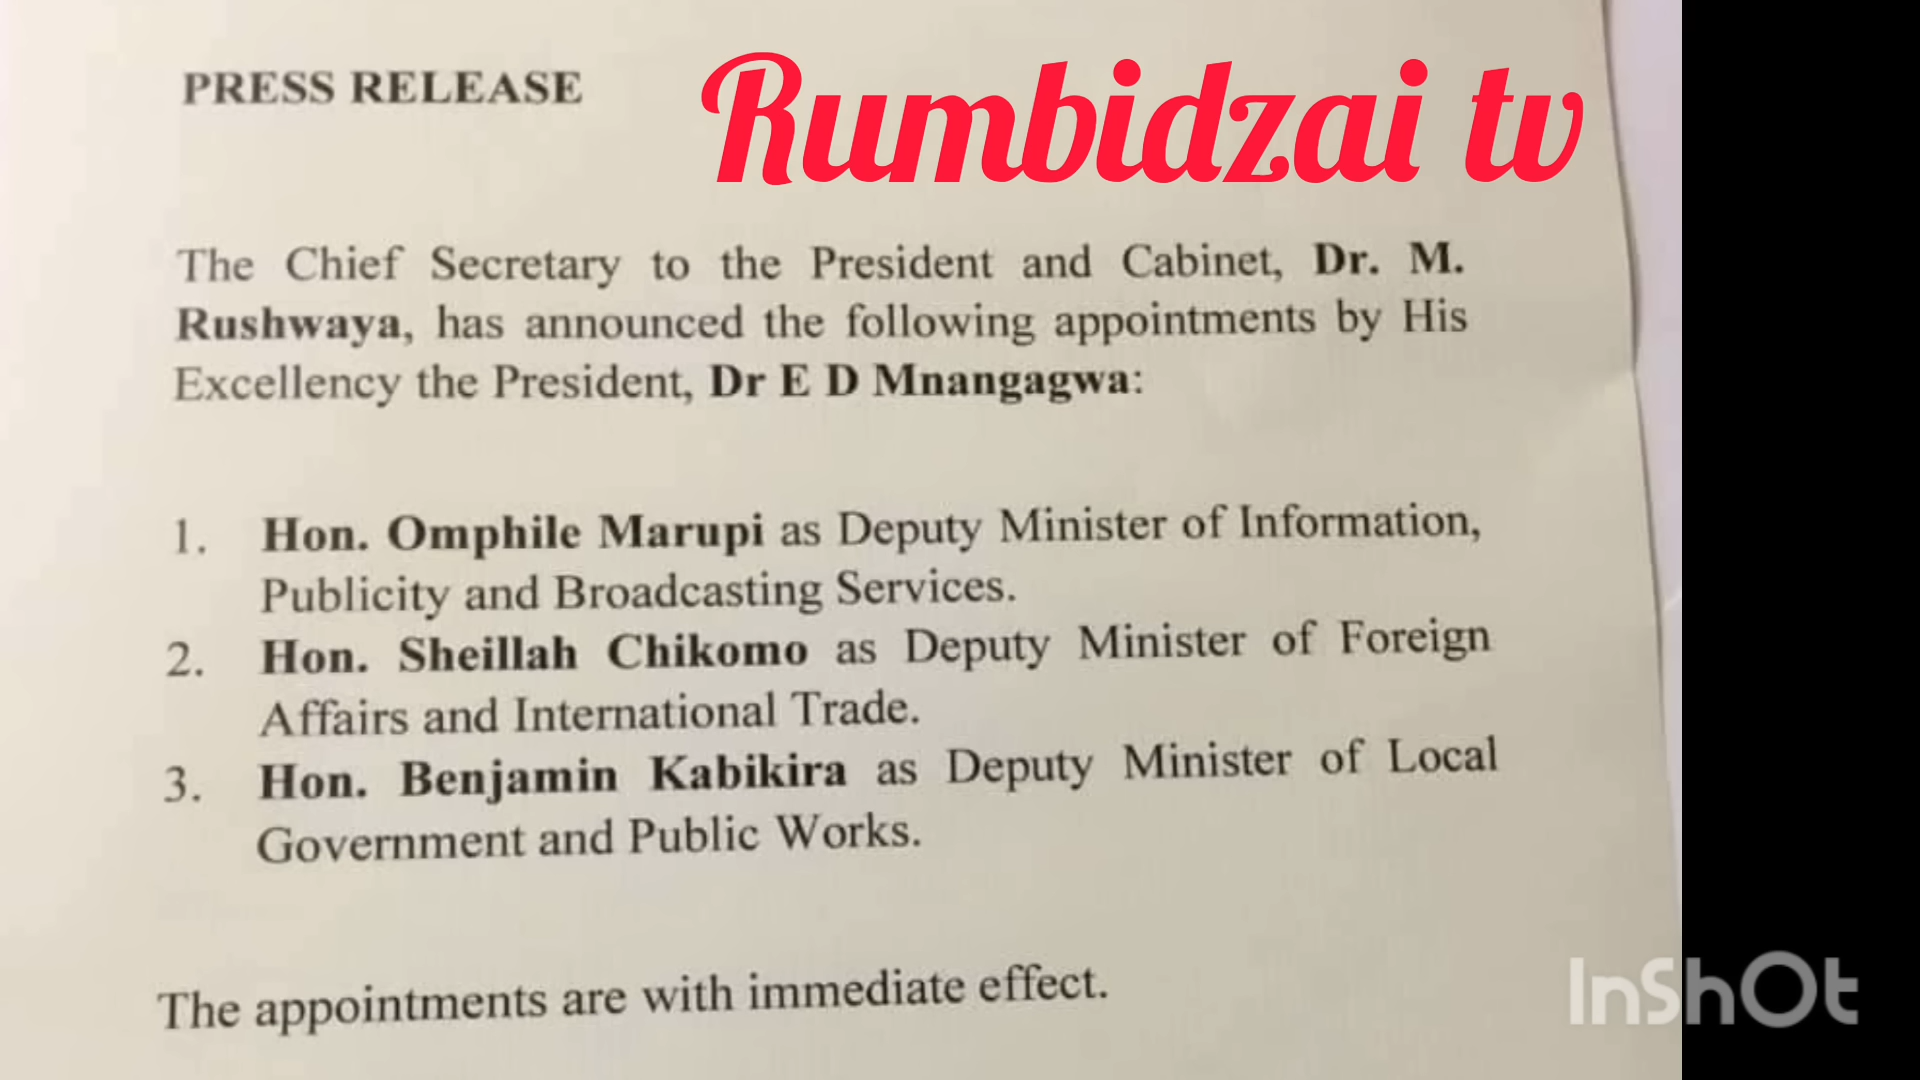 PRESS RELEASE
Rumbidzai tv
The Chief Secretary to the President and Cabinet, Dr. M.
Rushwaya, has announced the following appointments by His
Excellency the President, Dr E D Mnangagwa:
1. Hon. Omphile Marupi as Deputy Minister of Information,
Publicity and Broadcasting Services.
2. Hon. Sheillah Chikomo as Deputy Minister of Foreign
Affairs and International Trade.
3. Hon. Benjamin Kabikira as Deputy Minister of Local
Government and Public Works.
The appointments are with immediate effect.
InShOt